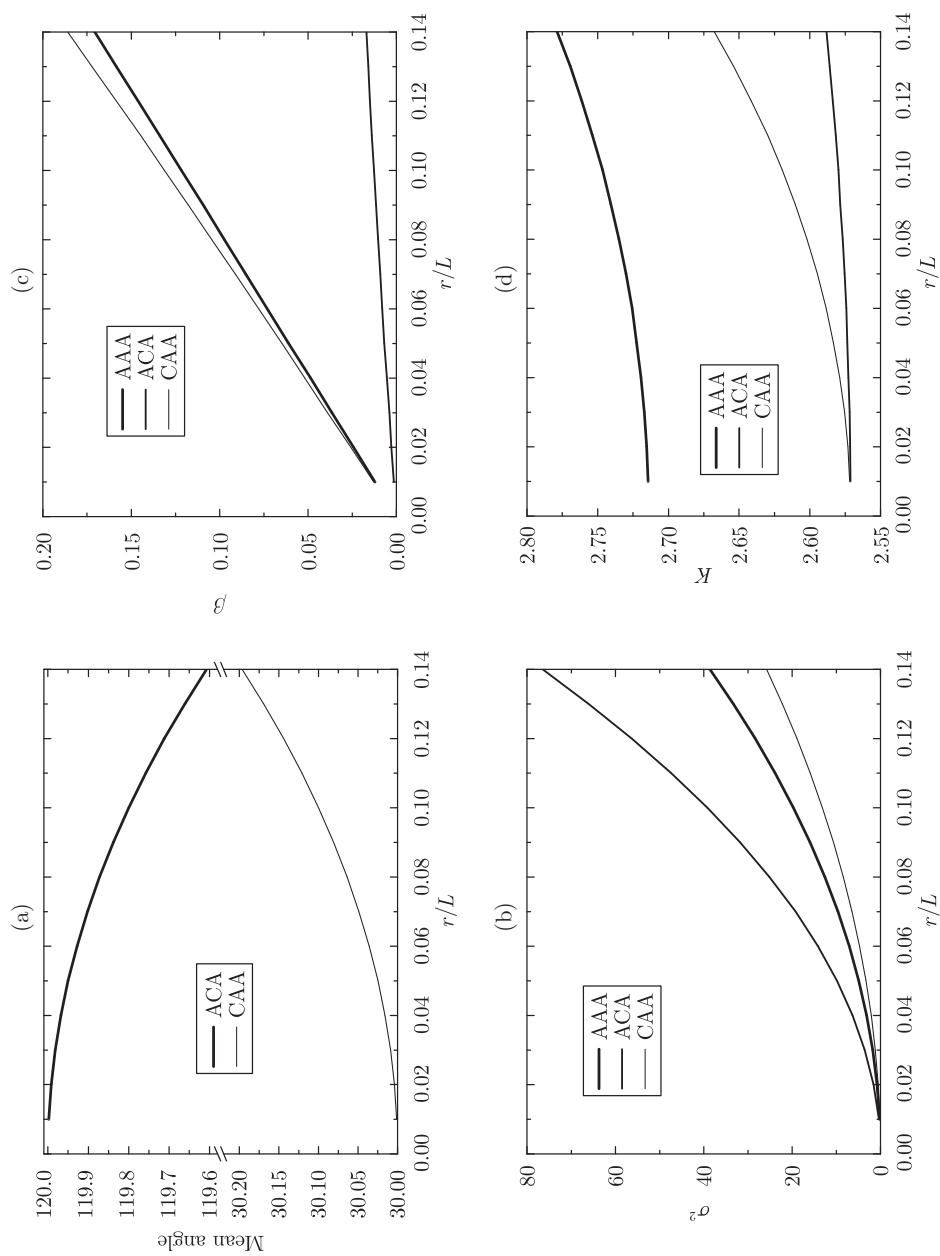 (a)
Mean angle
120.0
119.9
119.8
119.7
119.6
30.20
30.15
30.10
30.05
30.00
ACA
CAA
0.00 0.02 0.04 0.06 0.08 0.10 0.12 0.14
r/L
(c)
β
0.20
0.15
0.10
0.05
0.00
AAA
ACA
CAA
0.00 0.02 0.04 0.06 0.08 0.10 0.12 0.14
r/L
(b)
σ²
80
60
40
20
0
AAA
ACA
CAA
0.00 0.02 0.04 0.06 0.08 0.10 0.12 0.14
r/L
(d)
K
2.80
2.75
2.70
2.65
2.60
2.55
AAA
ACA
CAA
0.00 0.02 0.04 0.06 0.08 0.10 0.12 0.14
r/L